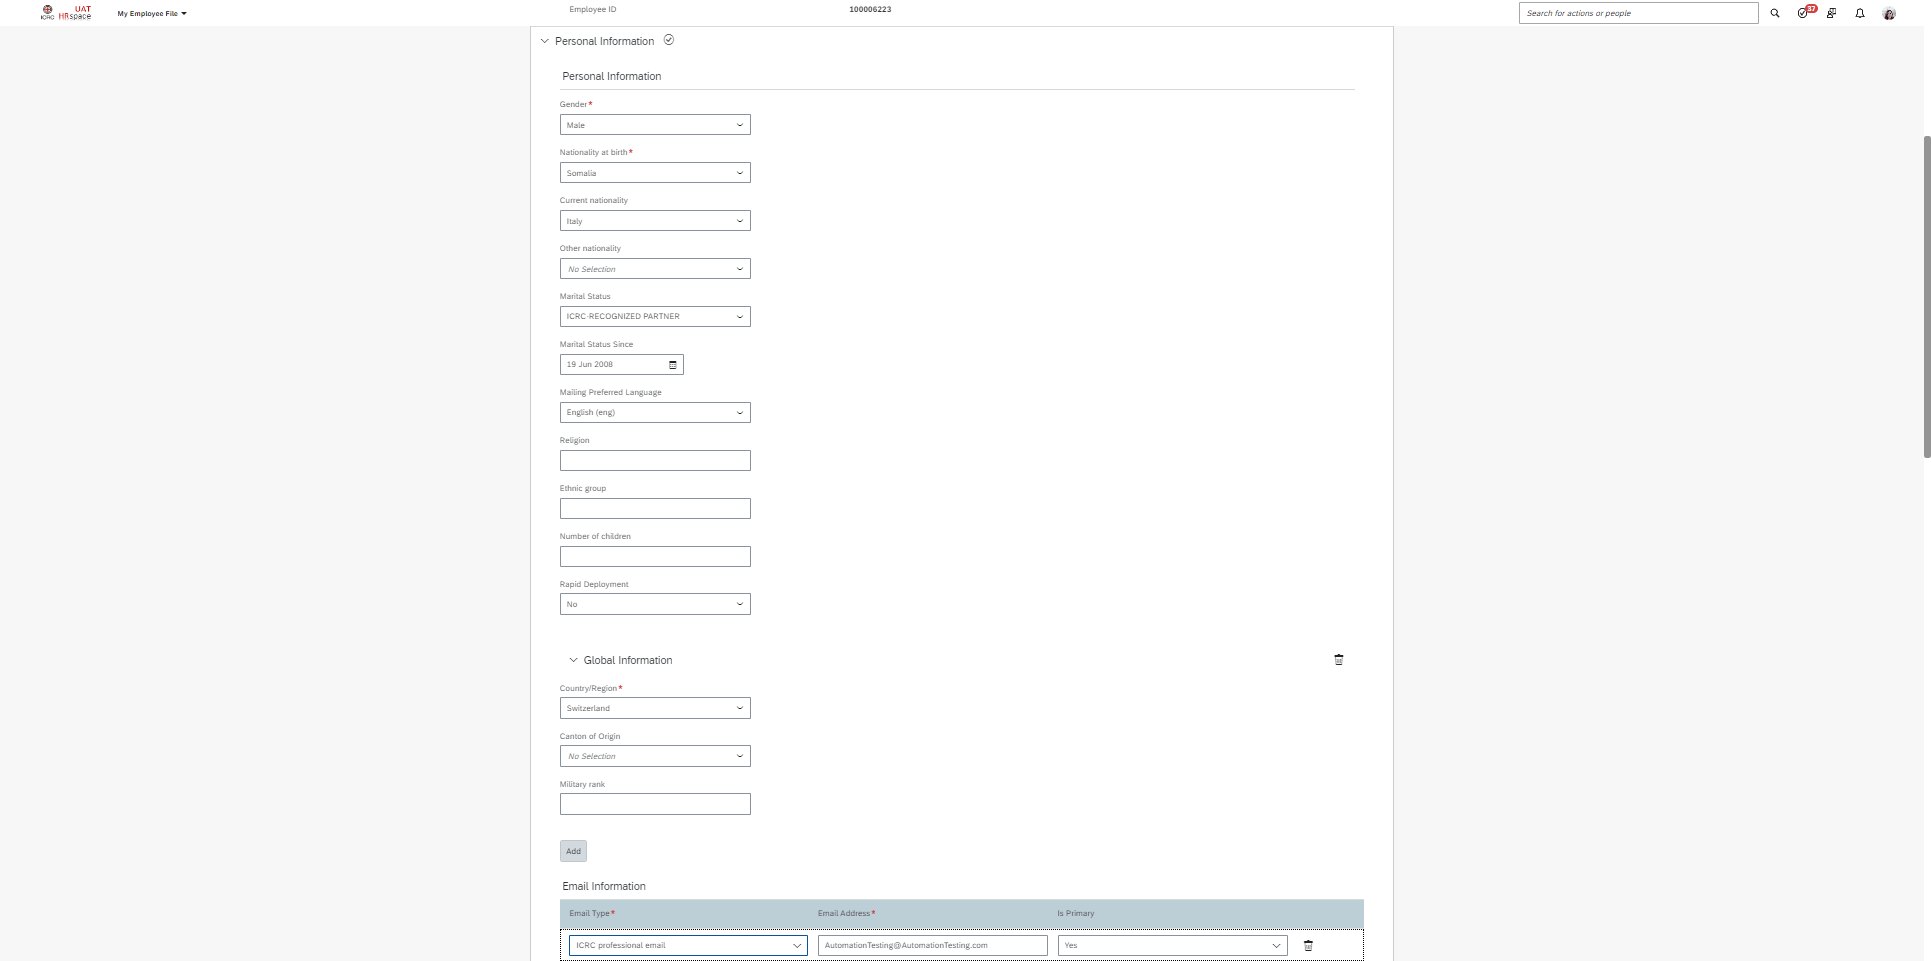 ICRC
UAT
HRspace
My Employee File
Employee ID
100006223
Search for actions or people
37
Personal Information
Personal Information
Gender*
Male
Nationality at birth*
Somalia
Current nationality
Italy
Other nationality
No Selection
Marital Status
ICRC-RECOGNIZED PARTNER
Marital Status Since
19 Jun 2008
Mailing Preferred Language
English (eng)
Religion
Ethnic group
Number of children
Rapid Deployment
No
Global Information
Country/Region*
Switzerland
Canton of Origin
No Selection
Military rank
Add
Email Information
Email Type* Email Address* Is Primary
ICRC professional email AutomationTesting@AutomationTesting.com Yes